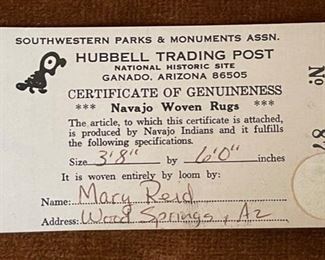 SOUTHWESTERN PARKS & MONUMENTS ASSN.
HUBBELL TRADING POST
NATIONAL HISTORIC SITE
GANADO, ARIZONA 86505
CERTIFICATE OF GENUINENESS
*** Navajo Woven Rugs ***
The article, to which this certificate is attached,
is produced by Navajo Indians and it fulfills
the following specifications.
Size 3'8" by 6'0" inches
It is woven entirely by loom by:
Name: Mary Reid
Address: Wood Springs, Az
No.